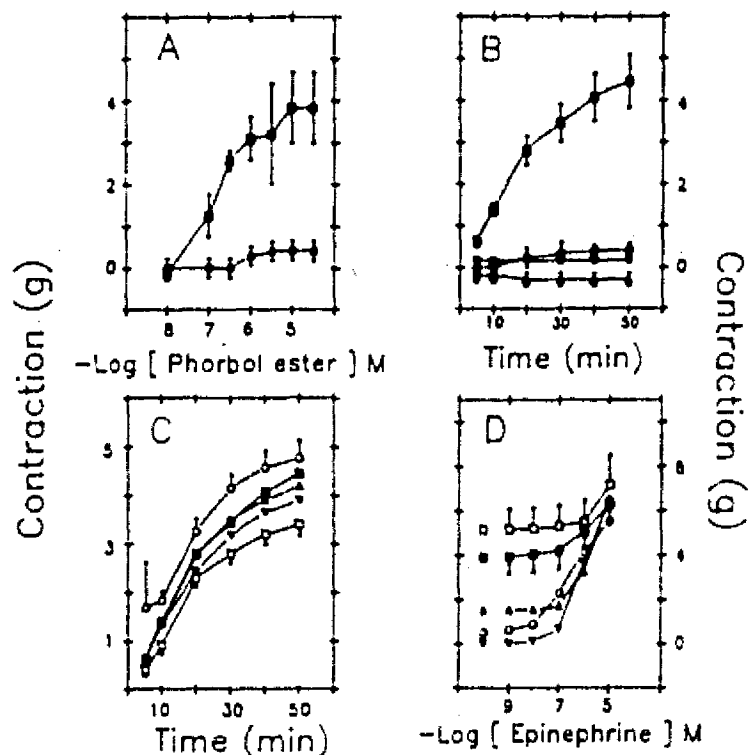 A
B
4
2
0
4
2
0
8 7 6 5
10 30 50
-Log [ Phorbol ester ] M
Time (min)
Contraction (g)
Contraction (g)
C
D
5
3
1
8
4
0
10 30 50
9 7 5
Time (min)
-Log [ Epinephrine ] M